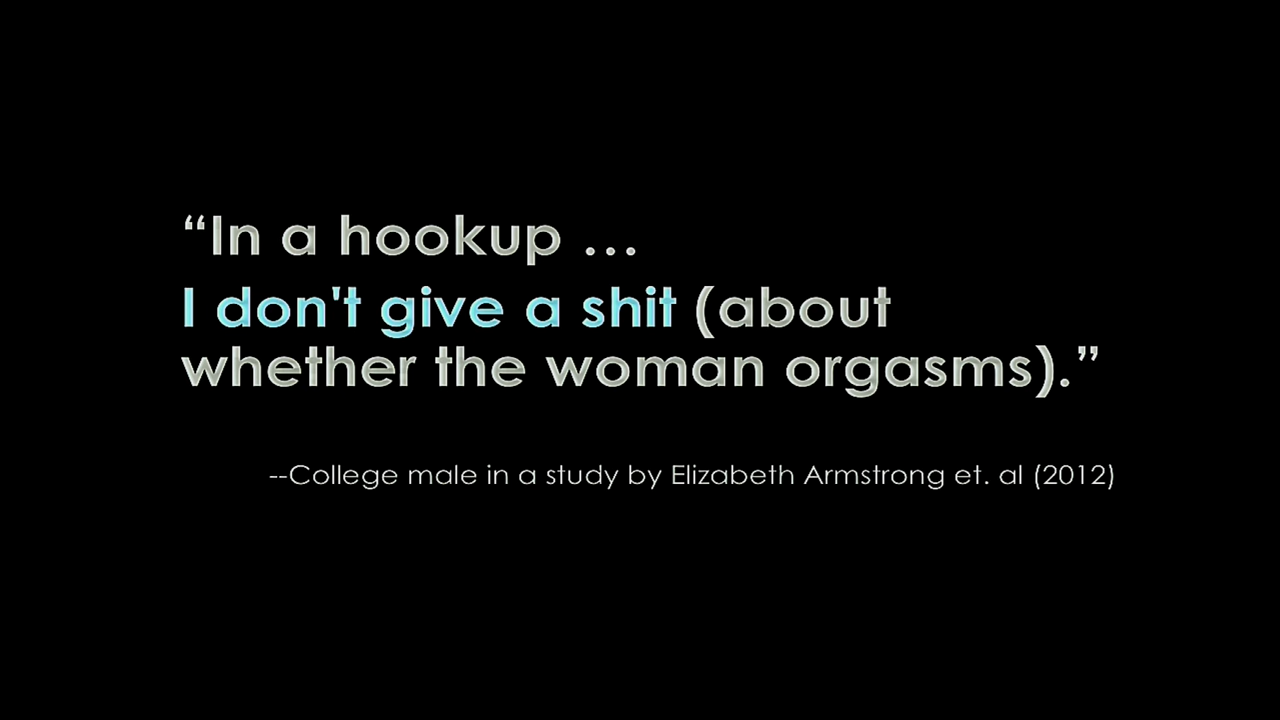 “In a hookup …
I don't give a shit (about
whether the woman orgasms).”
--College male in a study by Elizabeth Armstrong et. al (2012)